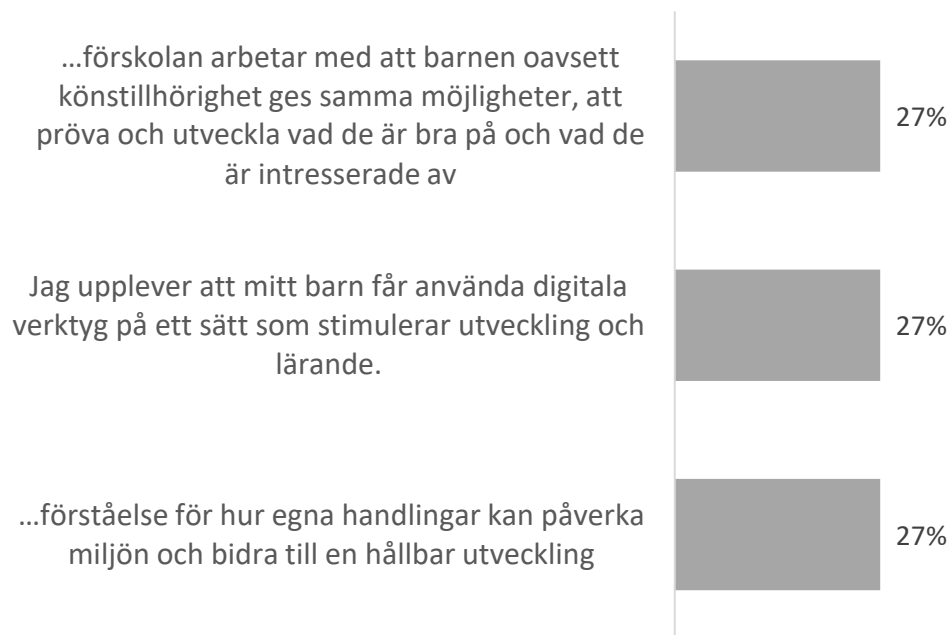 ...förskolan arbetar med att barnen oavsett
könstillhörighet ges samma möjligheter, att
pröva och utveckla vad de är bra på och vad de
är intresserade av
27%
Jag upplever att mitt barn får använda digitala
verktyg på ett sätt som stimulerar utveckling och
lärande.
27%
...förståelse för hur egna handlingar kan påverka
miljön och bidra till en hållbar utveckling
27%